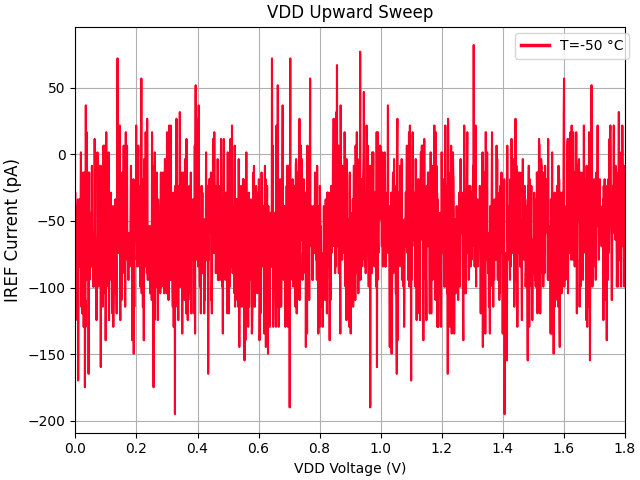 VDD Upward Sweep
T=-50 °C
IREF Current (pA)
50
0
−50
−100
−150
−200
0.0 0.2 0.4 0.6 0.8 1.0 1.2 1.4 1.6 1.8
VDD Voltage (V)